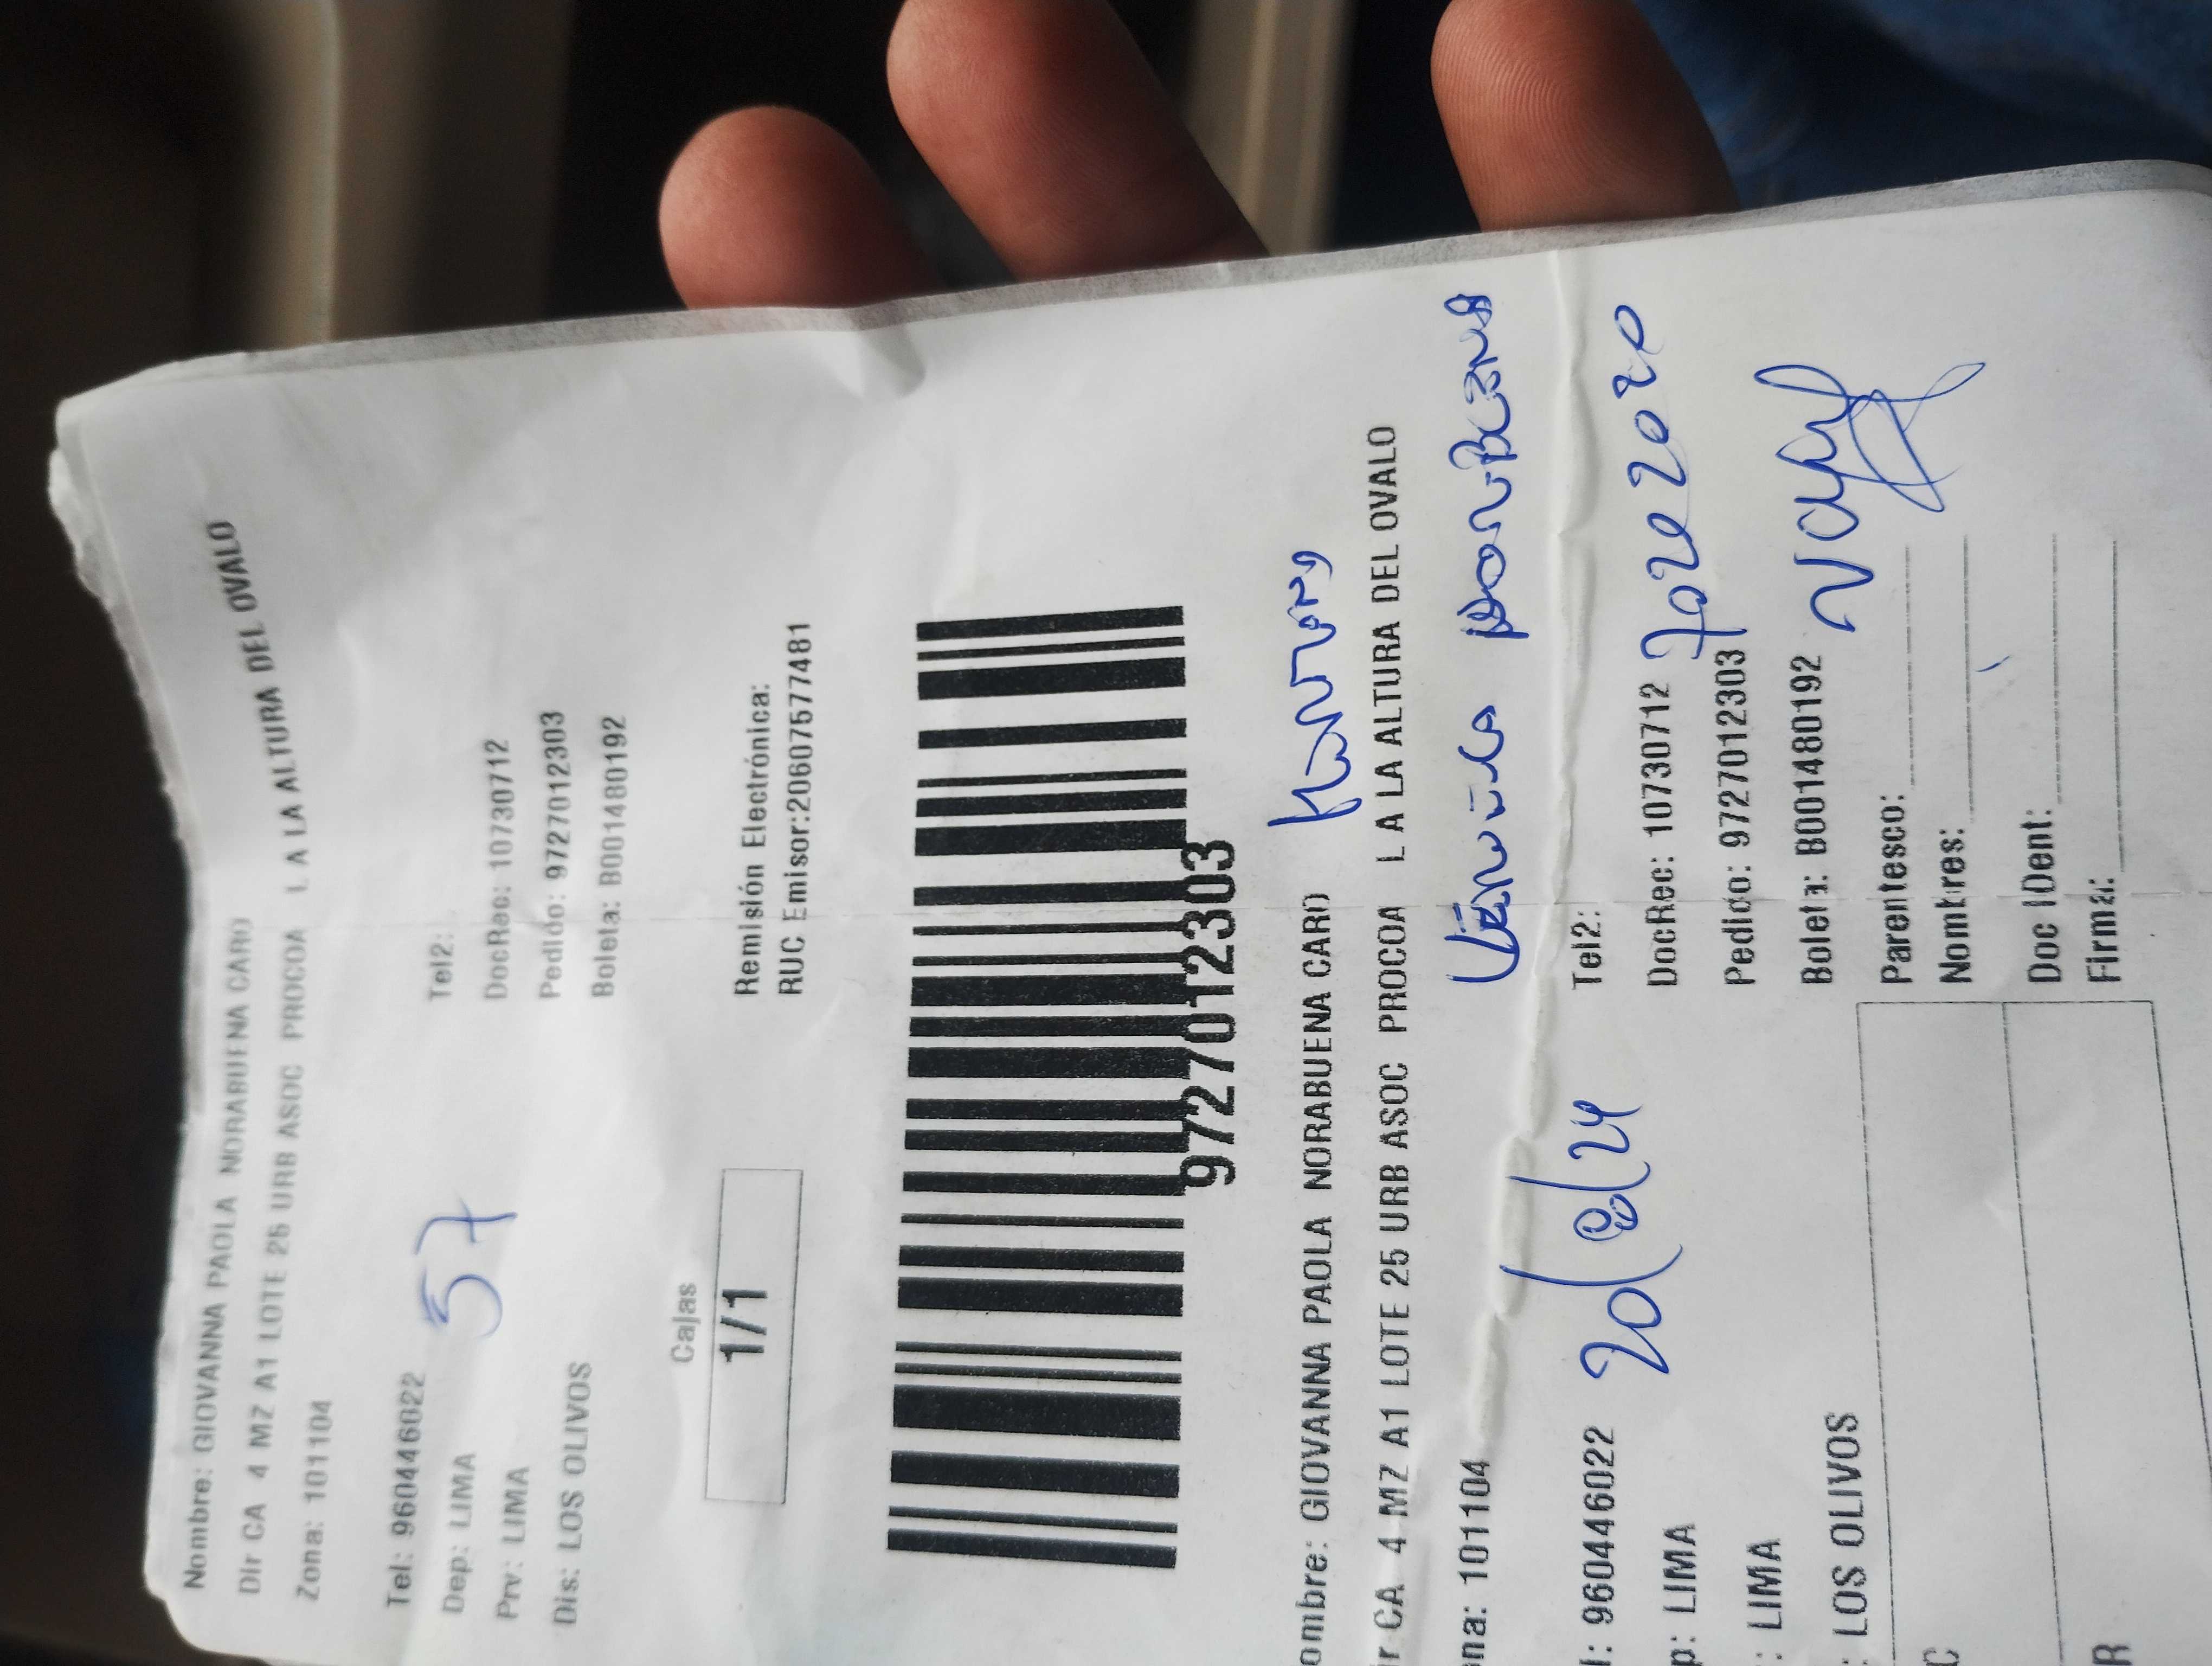 Nombre: GIOVANNA PAOLA NORABUENA CARO
Dir CA 4 MZ A1 LOTE 25 URB ASOC PROCOA L A LA ALTURA DEL OVALO
Zona: 101104
Tel: 960446022 57 Tel2:
Dep: LIMA DocRec: 10730712
Prv: LIMA Pedido: 9727012303
Dis: LOS OLIVOS Boleta: B001480192
Cajas
1/1
Remisión Electrónica:
RUC Emisor:20607577481
9727012303
ombre: GIOVANNA PAOLA NORABUENA CARO
ir CA 4 MZ A1 LOTE 25 URB ASOC PROCOA L A LA ALTURA DEL OVALO
na: 101104
l: 960446022 Tel2:
p: LIMA DocRec: 10730712
: LIMA Pedido: 9727012303
: LOS OLIVOS Boleta: B001480192
Parentesco:
Nombres:
Doc IDent:
Firma:
C
R